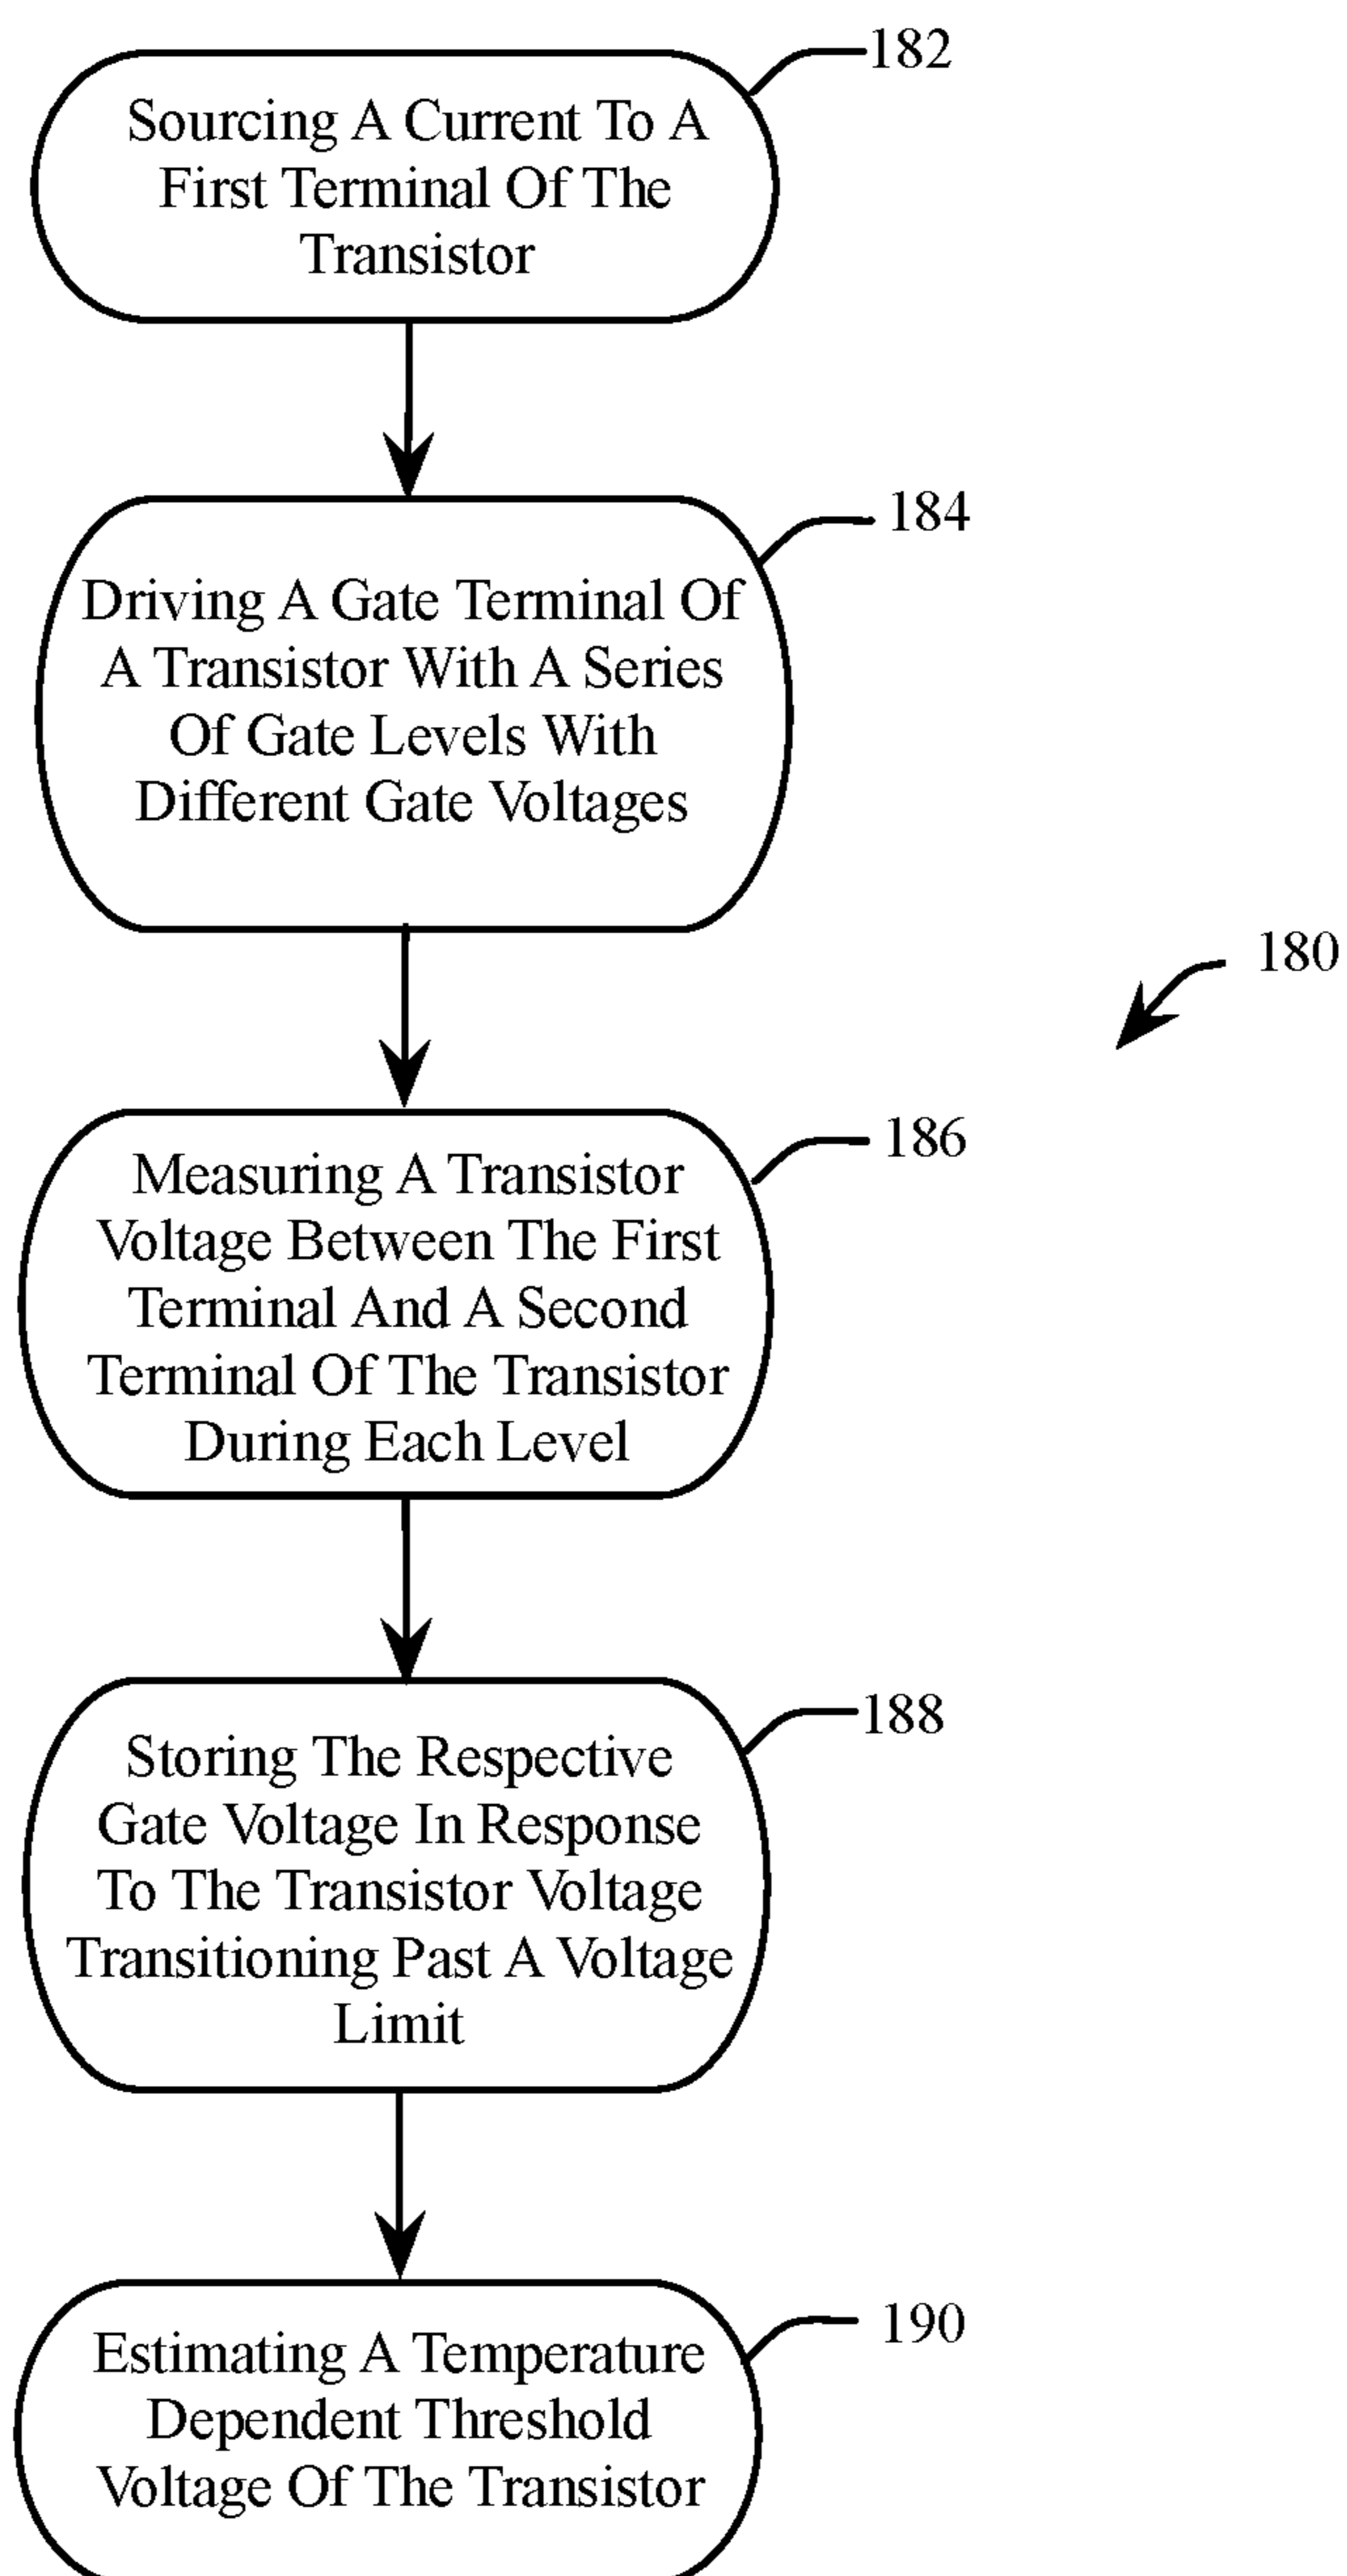 182
Sourcing A Current To A
First Terminal Of The
Transistor
184
Driving A Gate Terminal Of
A Transistor With A Series
Of Gate Levels With
Different Gate Voltages
180
186
Measuring A Transistor
Voltage Between The First
Terminal And A Second
Terminal Of The Transistor
During Each Level
188
Storing The Respective
Gate Voltage In Response
To The Transistor Voltage
Transitioning Past A Voltage
Limit
190
Estimating A Temperature
Dependent Threshold
Voltage Of The Transistor